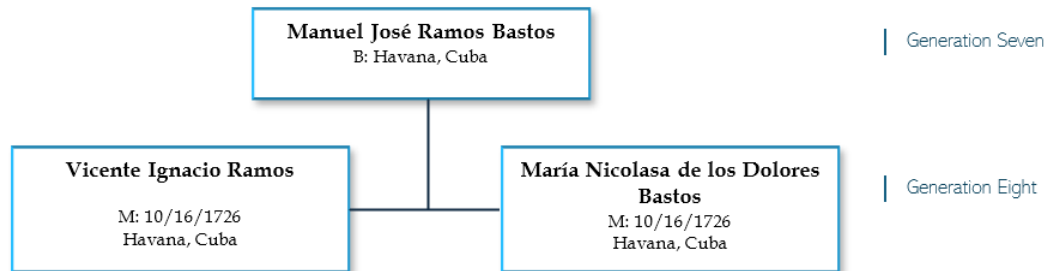 Manuel José Ramos Bastos
B: Havana, Cuba
Generation Seven
Vicente Ignacio Ramos
M: 10/16/1726
Havana, Cuba
María Nicolasa de los Dolores
Bastos
M: 10/16/1726
Havana, Cuba
Generation Eight